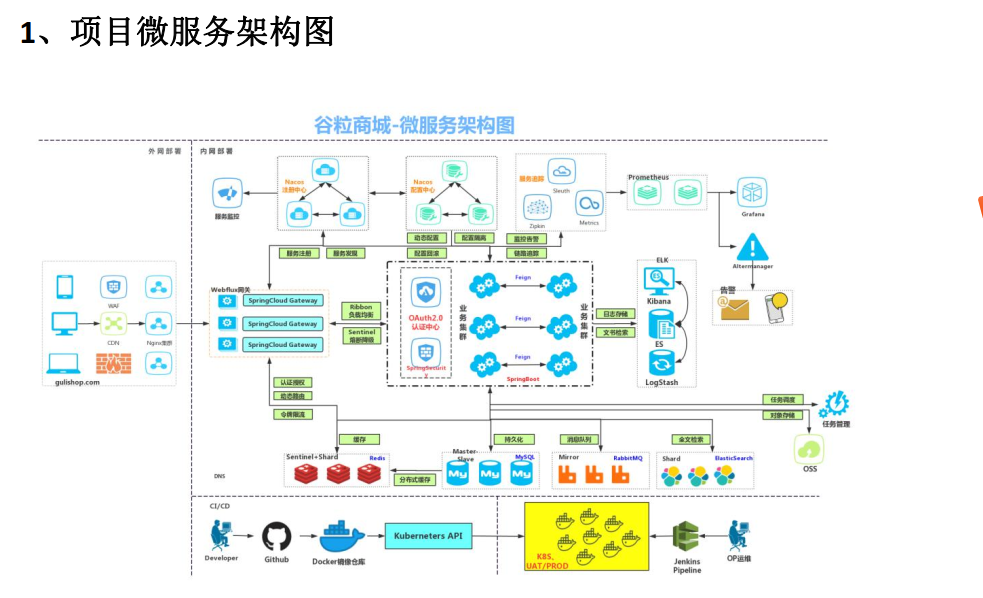 1、项目微服务架构图
谷粒商城-微服务架构图
外网部署
内网部署
Nacos
注册中心
Nacos
配置中心
服务追踪
Sleuth
Zipkin
Metrics
Prometheus
Grafana
服务监控
服务注册
服务发现
动态配置
配置隔离
配置回滚
监控告警
链路追踪
Altermanager
告警
WAF
CDN
Nginx集群
gulishop.com
Webflux网关
SpringCloud Gateway
SpringCloud Gateway
SpringCloud Gateway
Ribbon
负载均衡
Sentinel
熔断降级
OAuth2.0
认证中心
SpringSecurit
y
业务集群
Feign
Feign
Feign
业务集群
SpringBoot
日志存储
文书检索
ELK
Kibana
ES
LogStash
认证授权
动态路由
令牌限流
任务调度
对象存储
任务管理
OSS
缓存
持久化
消息队列
全文检索
Sentinel+Shard
Redis
分布式缓存
Master-
Slave
MySQL
My
My
My
Mirror
RabbitMQ
Shard
ElasticSearch
DNS
CI/CD
Developer
Github
Docker镜像仓库
Kuberneters API
K8S、
UAT/PROD
Jenkins
Pipeline
OP运维